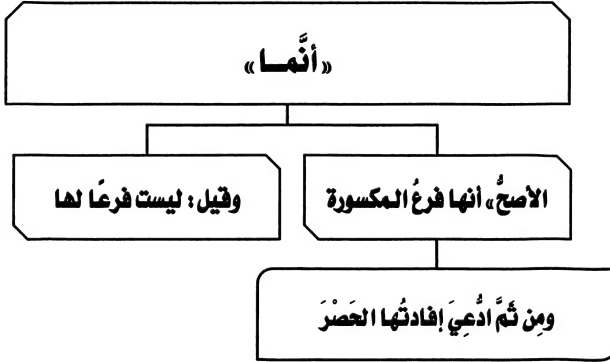 «أنَّمـا»
الأصحُّ» أنها فرعُ المكسورة
وقيل: ليست فرعًا لها
ومِن ثَمَّ ادُّعِيَ إفادتُها الحَصْرَ